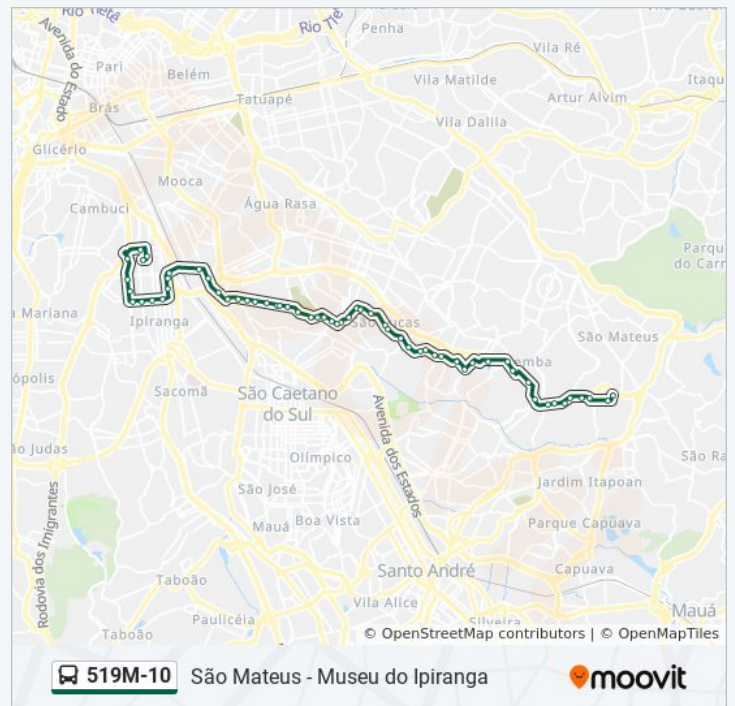 Rio Tietê
Rio Tie
Penha
Avenida do Estado
Pari
Belém
Vila Ré
Vila Matilde
Itaqu
Brás
Tatuapé
Artur Alvim
Vila Dalila
Glicério
Mooca
Cambuci
Água Rasa
Parqu
do Carr
a Mariana
Ipiranga
São Lucas
São Mateus
emba
ópolis
Sacomã
São Caetano
do Sul
Avenida dos Estados
ão Judas
Olímpico
São Ra
São José
Jardim Itapoan
Rodovia dos Imigrantes
Mauá
Boa Vista
Parque Capuava
Taboão
Santo André
Capuava
Vila Alice
Mauá
Paulicéia
Silveira
Taboão
© OpenStreetMap contributors | © OpenMapTiles
519M-10 São Mateus - Museu do Ipiranga
moovit